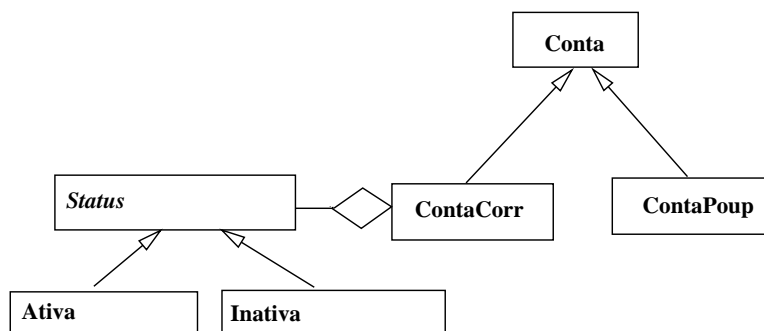 Conta
Status
ContaCorr
ContaPoup
Ativa
Inativa